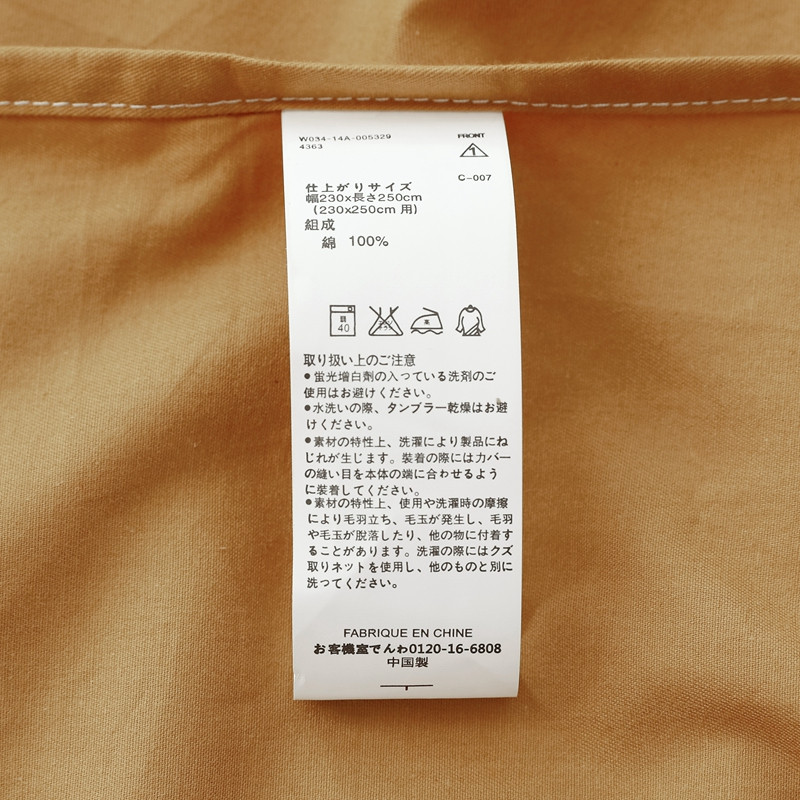 W034-14A-005329
4363
FRONT
1
C-007
仕上がりサイズ
幅230x長さ250cm
(230x250cm 用)
組成
綿 100%
40
取り扱い上のご注意
●蛍光増白劑の入っている洗剤のご
使用はお避けください。
●水洗いの際、タンブラー乾燥はお避
けください。
●素材の特性上、洗濯により製品にね
じれが生じます。裝着の際にはカバー
の縫い目を本体の端に合わせるよう
に裝着してください。
●素材の特性上、使用や洗濯時の摩擦
により毛羽立ち、毛玉が発生し、毛羽
や毛玉が脱落したり、他の物に付着す
ることがあります。洗濯の際にはクズ
取りネットを使用し、他のものと別に
洗ってください。
FABRIQUE EN CHINE
お客機室でんわ0120-16-6808
中国製